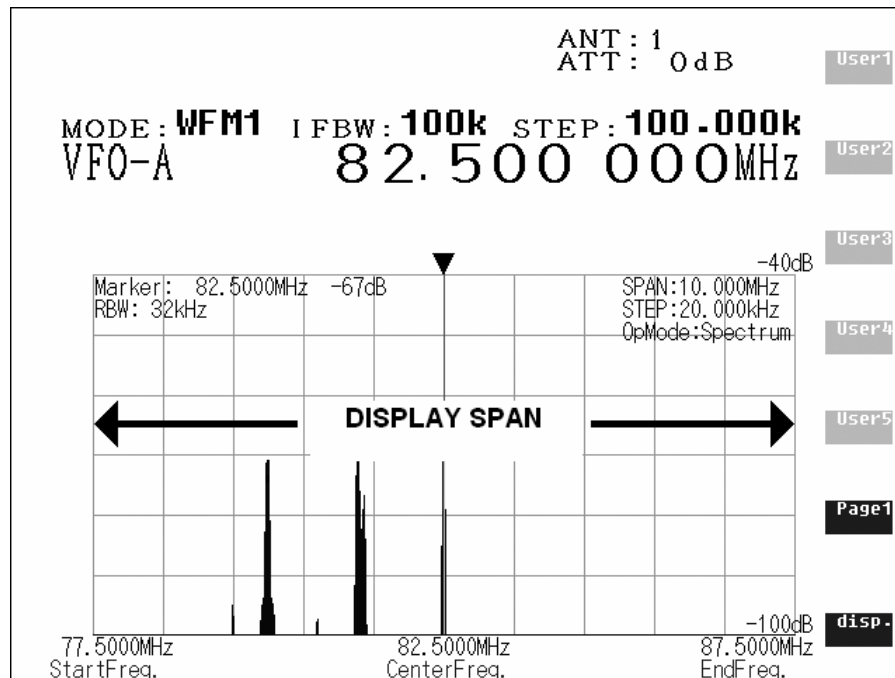 ANT:1
ATT: 0dB
User1
MODE:WFM1 IFBW:100k STEP:100.000k
VFO-A 82.500 000MHz
User2
User3
-40dB
Marker: 82.5000MHz -67dB
SPAN:10.000MHz
RBW: 32kHz
STEP:20.000kHz
OpMode:Spectrum
User4
DISPLAY SPAN
User5
Page1
-100dB
disp.
77.5000MHz 82.5000MHz 87.5000MHz
StartFreq. CenterFreq. EndFreq.